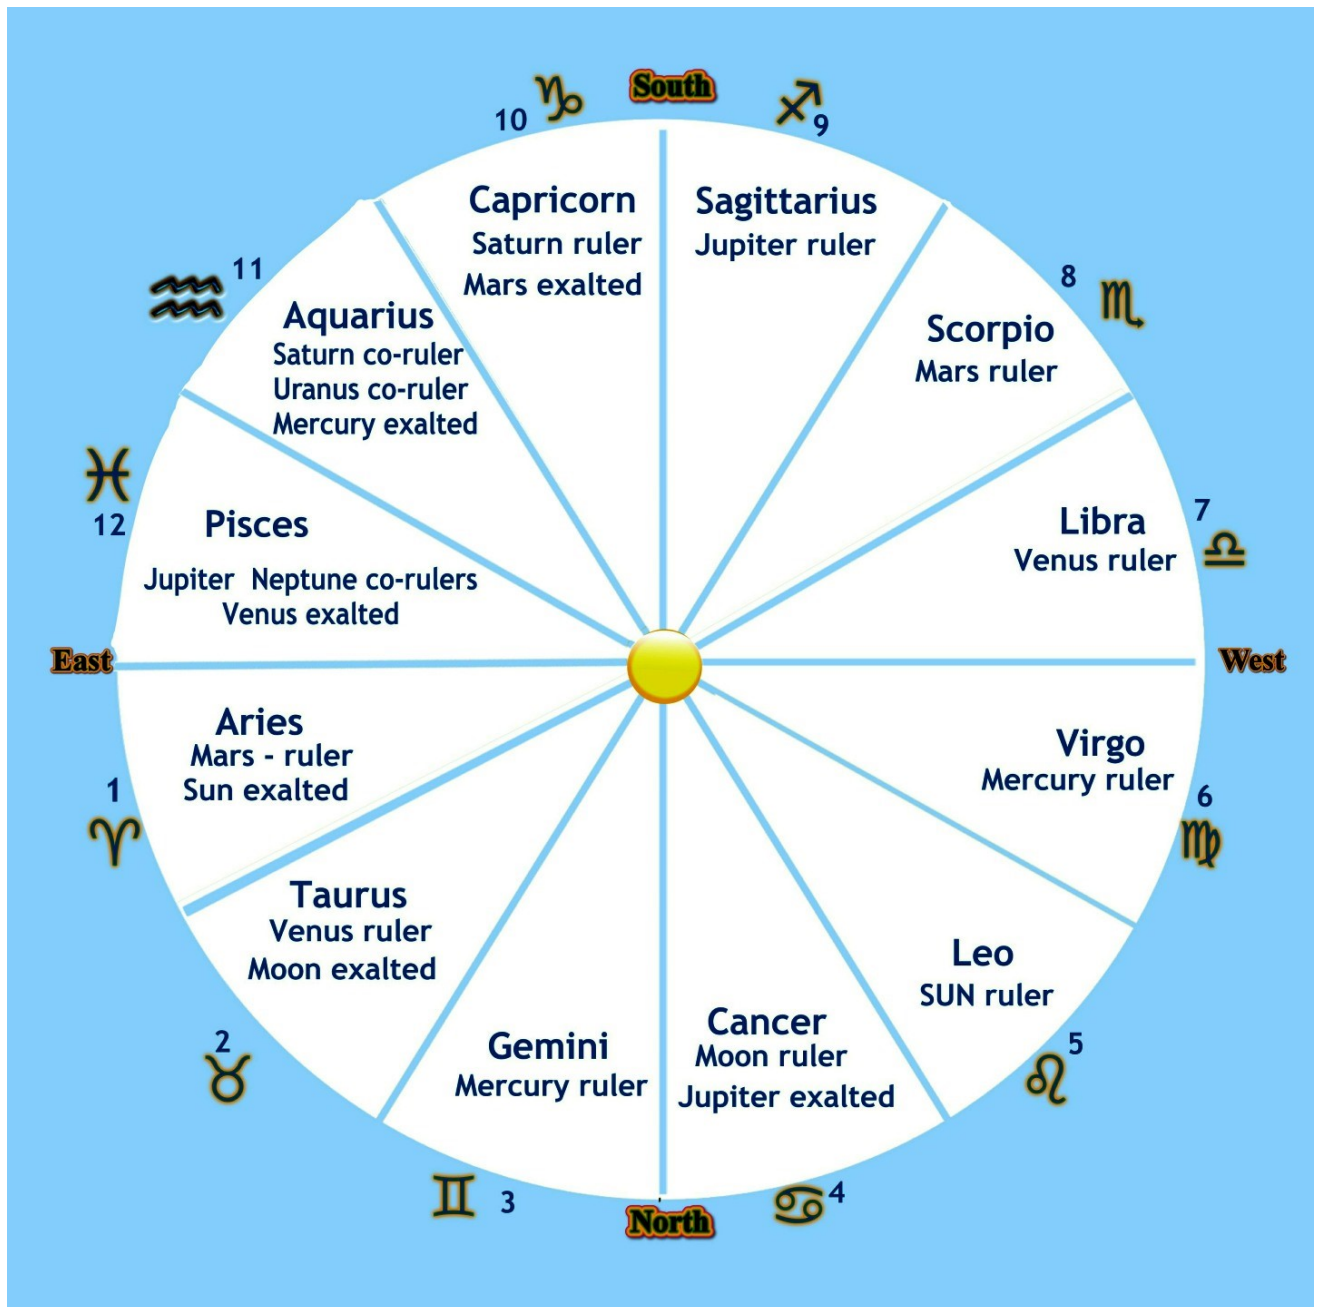 South
10
9
Capricorn
Saturn ruler
Mars exalted
Sagittarius
Jupiter ruler
11
Aquarius
Saturn co-ruler
Uranus co-ruler
Mercury exalted
8
Scorpio
Mars ruler
12
Pisces
Jupiter Neptune co-rulers
Venus exalted
7
Libra
Venus ruler
East
West
1
Aries
Mars - ruler
Sun exalted
6
Virgo
Mercury ruler
2
Taurus
Venus ruler
Moon exalted
5
Leo
SUN ruler
3
Gemini
Mercury ruler
4
Cancer
Moon ruler
Jupiter exalted
North